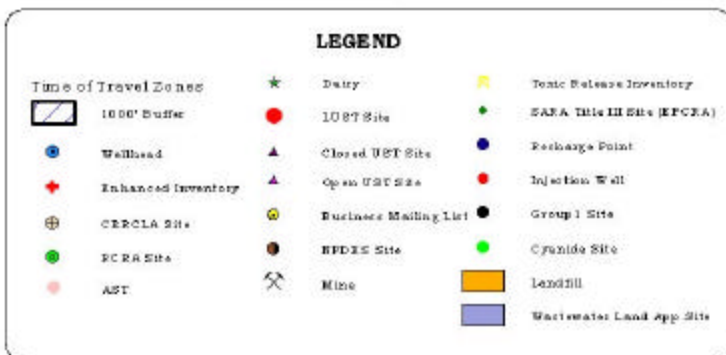 LEGEND
Time of Travel Zones
1000' Buffer
Wellhead
Enhanced Inventory
CERCLA Site
RCRA Site
AST
Dairy
LUST Site
Closed UST Site
Open UST Site
Business Mailing List
NPDES Site
Mine
Toxic Release Inventory
SARA Title III Site (EPCRA)
Recharge Point
Injection Well
Group 1 Site
Cyanide Site
Landfill
Wastewater Land App Site